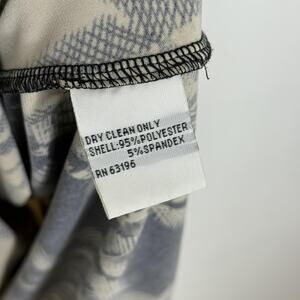 DRY CLEAN ONLY
SHELL:95%POLYESTER
5%SPANDEX
RN 63196